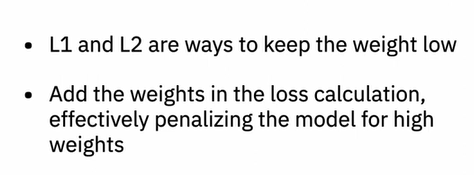 • L1 and L2 are ways to keep the weight low
• Add the weights in the loss calculation,
effectively penalizing the model for high
weights